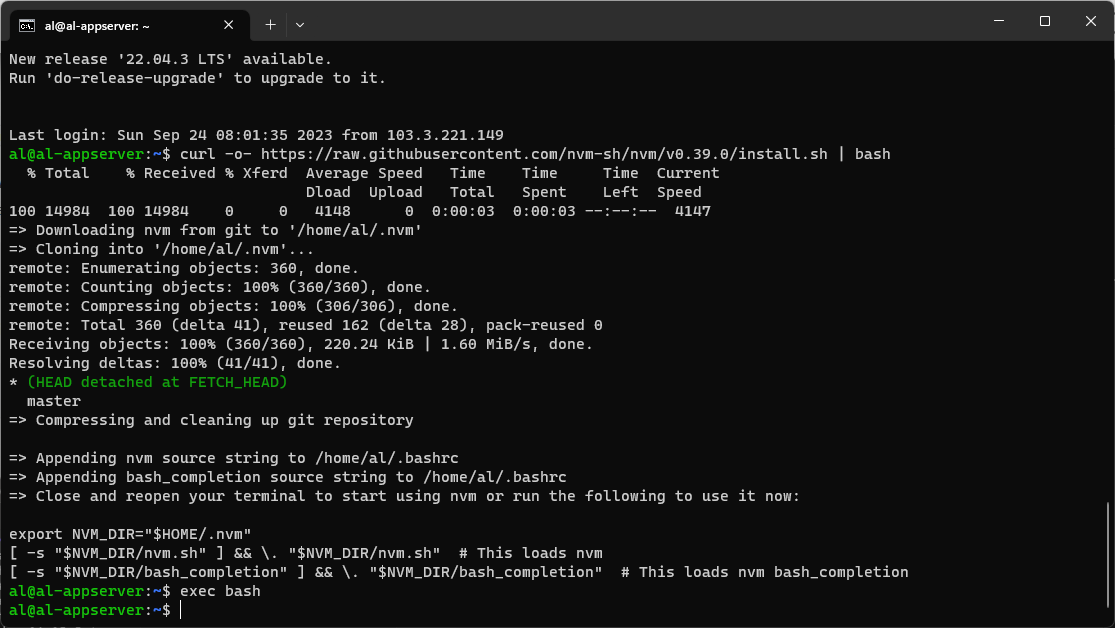 al@al-appserver: ~
New release '22.04.3 LTS' available.
Run 'do-release-upgrade' to upgrade to it.
Last login: Sun Sep 24 08:01:35 2023 from 103.3.221.149
al@al-appserver:~$ curl -o- https://raw.githubusercontent.com/nvm-sh/nvm/v0.39.0/install.sh | bash
  % Total    % Received % Xferd  Average Speed   Time    Time     Time  Current
                                 Dload  Upload   Total   Spent    Left  Speed
100 14984  100 14984    0     0   4148      0  0:00:03  0:00:03 --:--:--  4147
=> Downloading nvm from git to '/home/al/.nvm'
=> Cloning into '/home/al/.nvm'...
remote: Enumerating objects: 360, done.
remote: Counting objects: 100% (360/360), done.
remote: Compressing objects: 100% (306/306), done.
remote: Total 360 (delta 41), reused 162 (delta 28), pack-reused 0
Receiving objects: 100% (360/360), 220.24 KiB | 1.60 MiB/s, done.
Resolving deltas: 100% (41/41), done.
* (HEAD detached at FETCH_HEAD)
  master
=> Compressing and cleaning up git repository
=> Appending nvm source string to /home/al/.bashrc
=> Appending bash_completion source string to /home/al/.bashrc
=> Close and reopen your terminal to start using nvm or run the following to use it now:
export NVM_DIR="$HOME/.nvm"
[ -s "$NVM_DIR/nvm.sh" ] && \. "$NVM_DIR/nvm.sh"  # This loads nvm
[ -s "$NVM_DIR/bash_completion" ] && \. "$NVM_DIR/bash_completion"  # This loads nvm bash_completion
al@al-appserver:~$ exec bash
al@al-appserver:~$